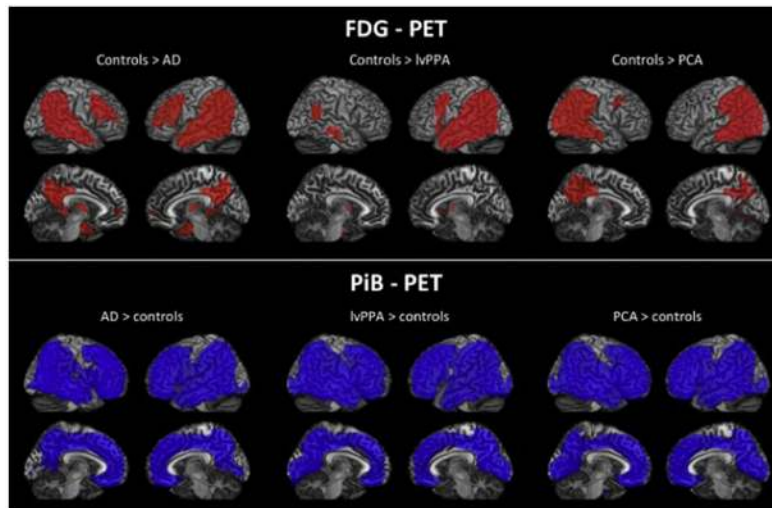 FDG - PET
Controls > AD
Controls > lvPPA
Controls > PCA
PiB - PET
AD > controls
lvPPA > controls
PCA > controls